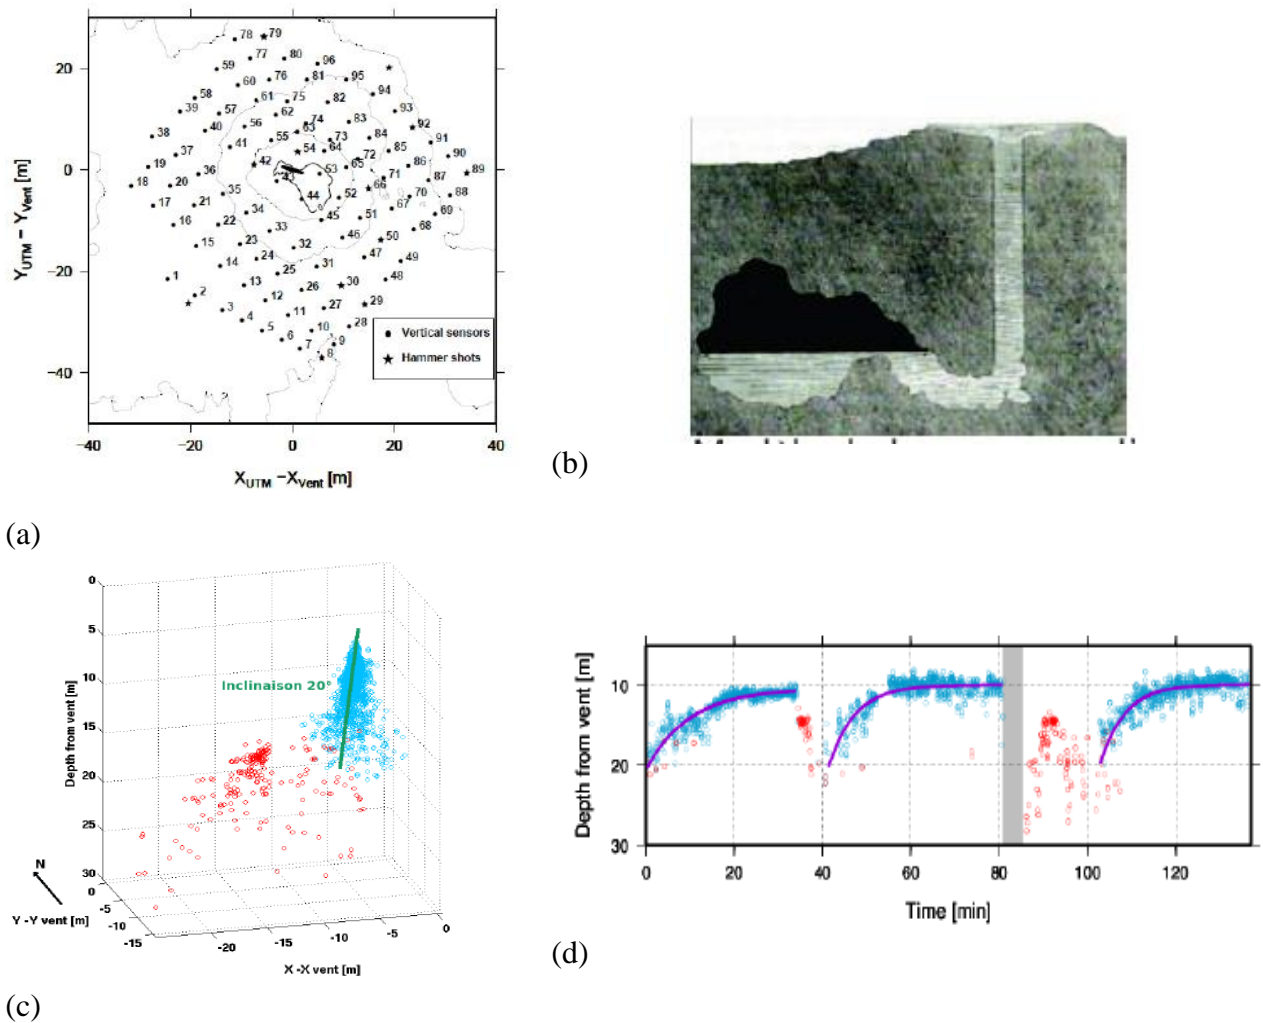 78 79
77 80 96
59 76 81 95
60
58 61 75 82 94
39 57 62 93
40 56 74 83 92
38 41 55 63 73 84 91
37 54 64 72 85 90
19 36 42 53 65 86 89
18 20 43 66 71 87
35 44 52 70 88
17 21 34 45 51 67 69
16 22 33 46 50 68
15 23 32 47 49
14 24 31
1 13 25 30 48
2 12 26 29
3 11 27
4 10 28
5 6 9
7 8
20
0
−20
−40
Y_UTM − Y_Vent [m]
Vertical sensors
Hammer shots
−40 −20 0 20 40
X_UTM −X_Vent [m]
(a)
(b)
0
5
10
15
20
25
30
Depth from vent [m]
Inclinaison 20°
N
0
-5
-10
-15
Y -Y vent [m]
-20 -15 -10 -5 0
X -X vent [m]
(c)
Depth from vent [m]
10
20
30
0 20 40 60 80 100 120
Time [min]
(d)